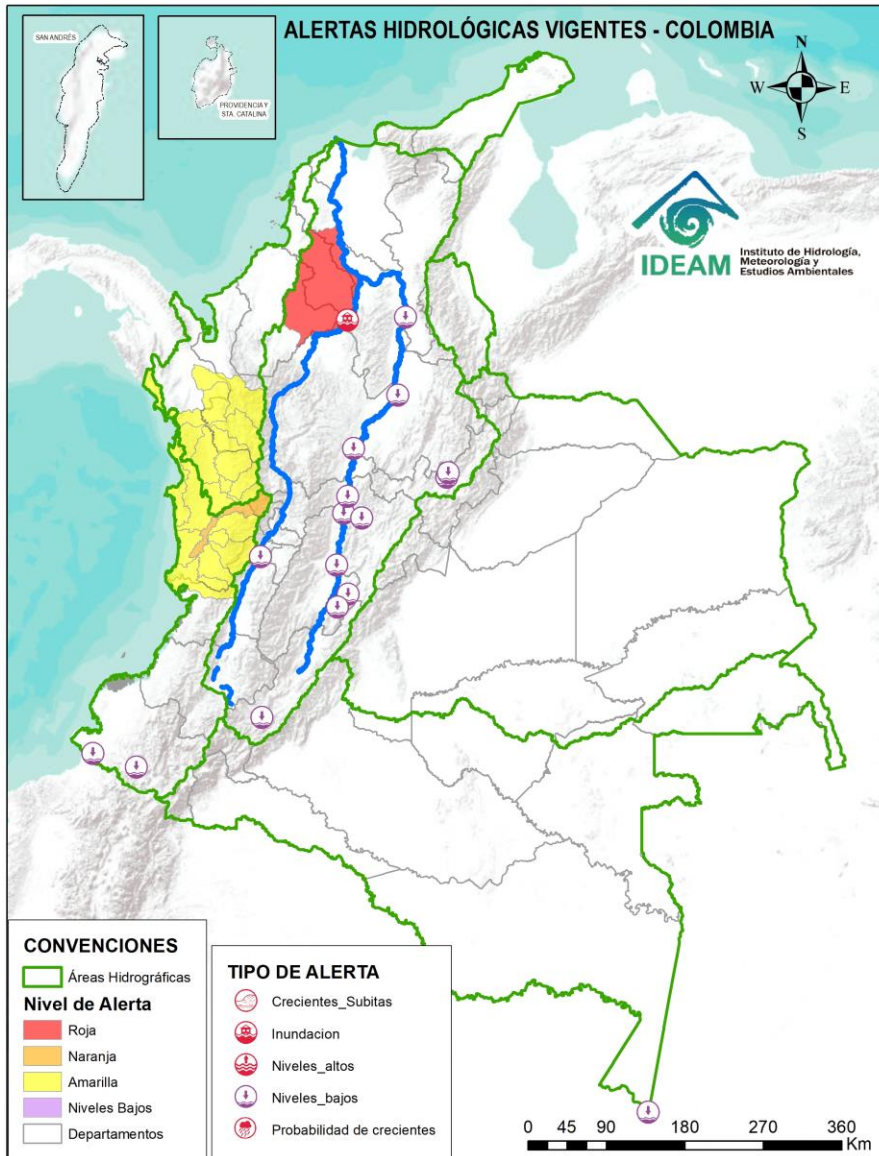 ALERTAS HIDROLÓGICAS VIGENTES - COLOMBIA
SAN ANDRÉS
PROVIDENCIA Y
STA. CATALINA
N
W
E
S
IDEAM
Instituto de Hidrología,
Meteorología y
Estudios Ambientales
CONVENCIONES
Áreas Hidrográficas
Nivel de Alerta
Roja
Naranja
Amarilla
Niveles Bajos
Departamentos
TIPO DE ALERTA
Crecientes_Subitas
Inundacion
Niveles_altos
Niveles_bajos
Probabilidad de crecientes
0 45 90 180 270 360
Km